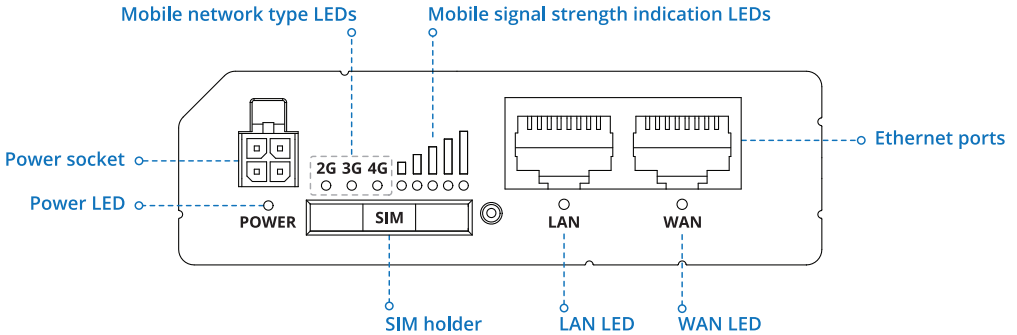 Mobile network type LEDs
Mobile signal strength indication LEDs
Ethernet ports
Power socket
2G 3G 4G
Power LED
POWER
SIM
LAN
WAN
SIM holder
LAN LED
WAN LED